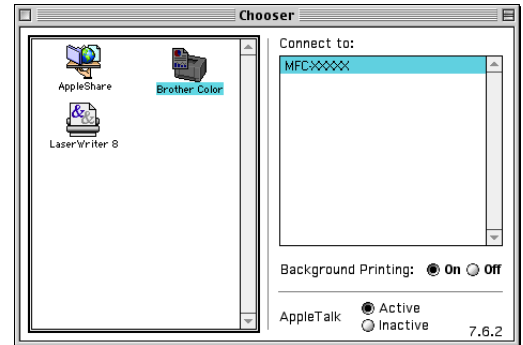 Chooser
AppleShare
Brother Color
LaserWriter 8
Connect to:
MFC-XXXX
Background Printing: On Off
AppleTalk Active
Inactive
7.6.2